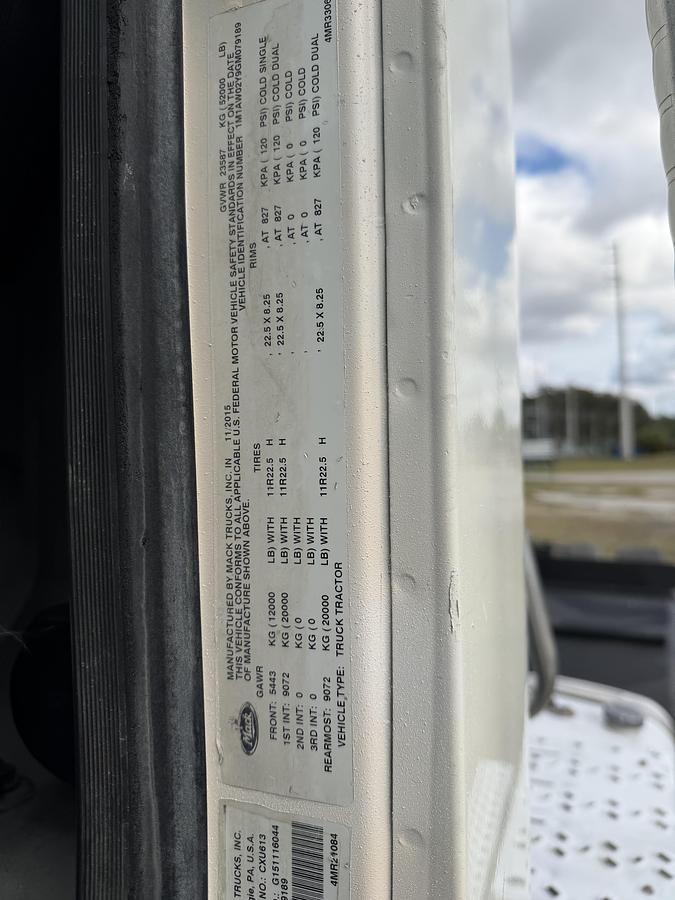 MANUFACTURED BY MACK TRUCKS, INC. IN 11/2015 GVWR 23587 KG (52000 LB)
THIS VEHICLE CONFORMS TO ALL APPLICABLE U.S. FEDERAL MOTOR VEHICLE SAFETY STANDARDS IN EFFECT ON THE DATE
OF MANUFACTURE SHOWN ABOVE. VEHICLE IDENTIFICATION NUMBER 1M1AW02Y9GM079189
Mack
GAWR TIRES RIMS
FRONT: 5443 KG (12000 LB) WITH 11R22.5 H , 22.5 X 8.25 , AT 827 KPA ( 120 PSI) COLD SINGLE
1ST INT: 9072 KG (20000 LB) WITH 11R22.5 H , 22.5 X 8.25 , AT 827 KPA ( 120 PSI) COLD DUAL
2ND INT: 0 KG (0 LB) WITH , , AT 0 KPA ( 0 PSI) COLD
3RD INT: 0 KG (0 LB) WITH , , AT 0 KPA ( 0 PSI) COLD
REARMOST: 9072 KG (20000 LB) WITH 11R22.5 H , 22.5 X 8.25 , AT 827 KPA ( 120 PSI) COLD DUAL
VEHICLE TYPE: TRUCK TRACTOR 4MR3306
TRUCKS, INC.
PA, U.S.A.
NO.: CXU613
G151116044
9189
4MR21084